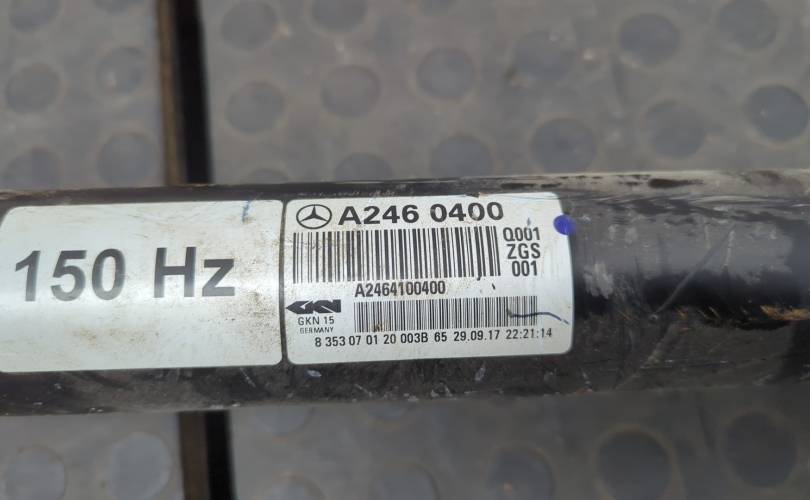 150 Hz
A246 0400
Q001
ZGS
001
A2464100400
GKN
GKN 15
GERMANY
8 353 07 01 20 003B 65 29.09.17 22:21:14